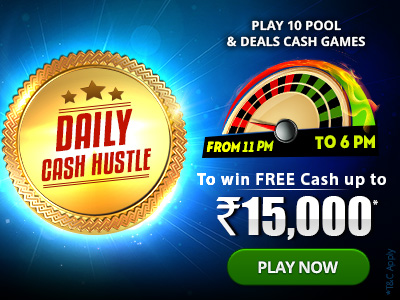 PLAY 10 POOL
& DEALS CASH GAMES
DAILY
CASH HUSTLE
FROM 11 PM
TO 6 PM
To win FREE Cash up to
₹15,000*
PLAY NOW
*T&C Apply